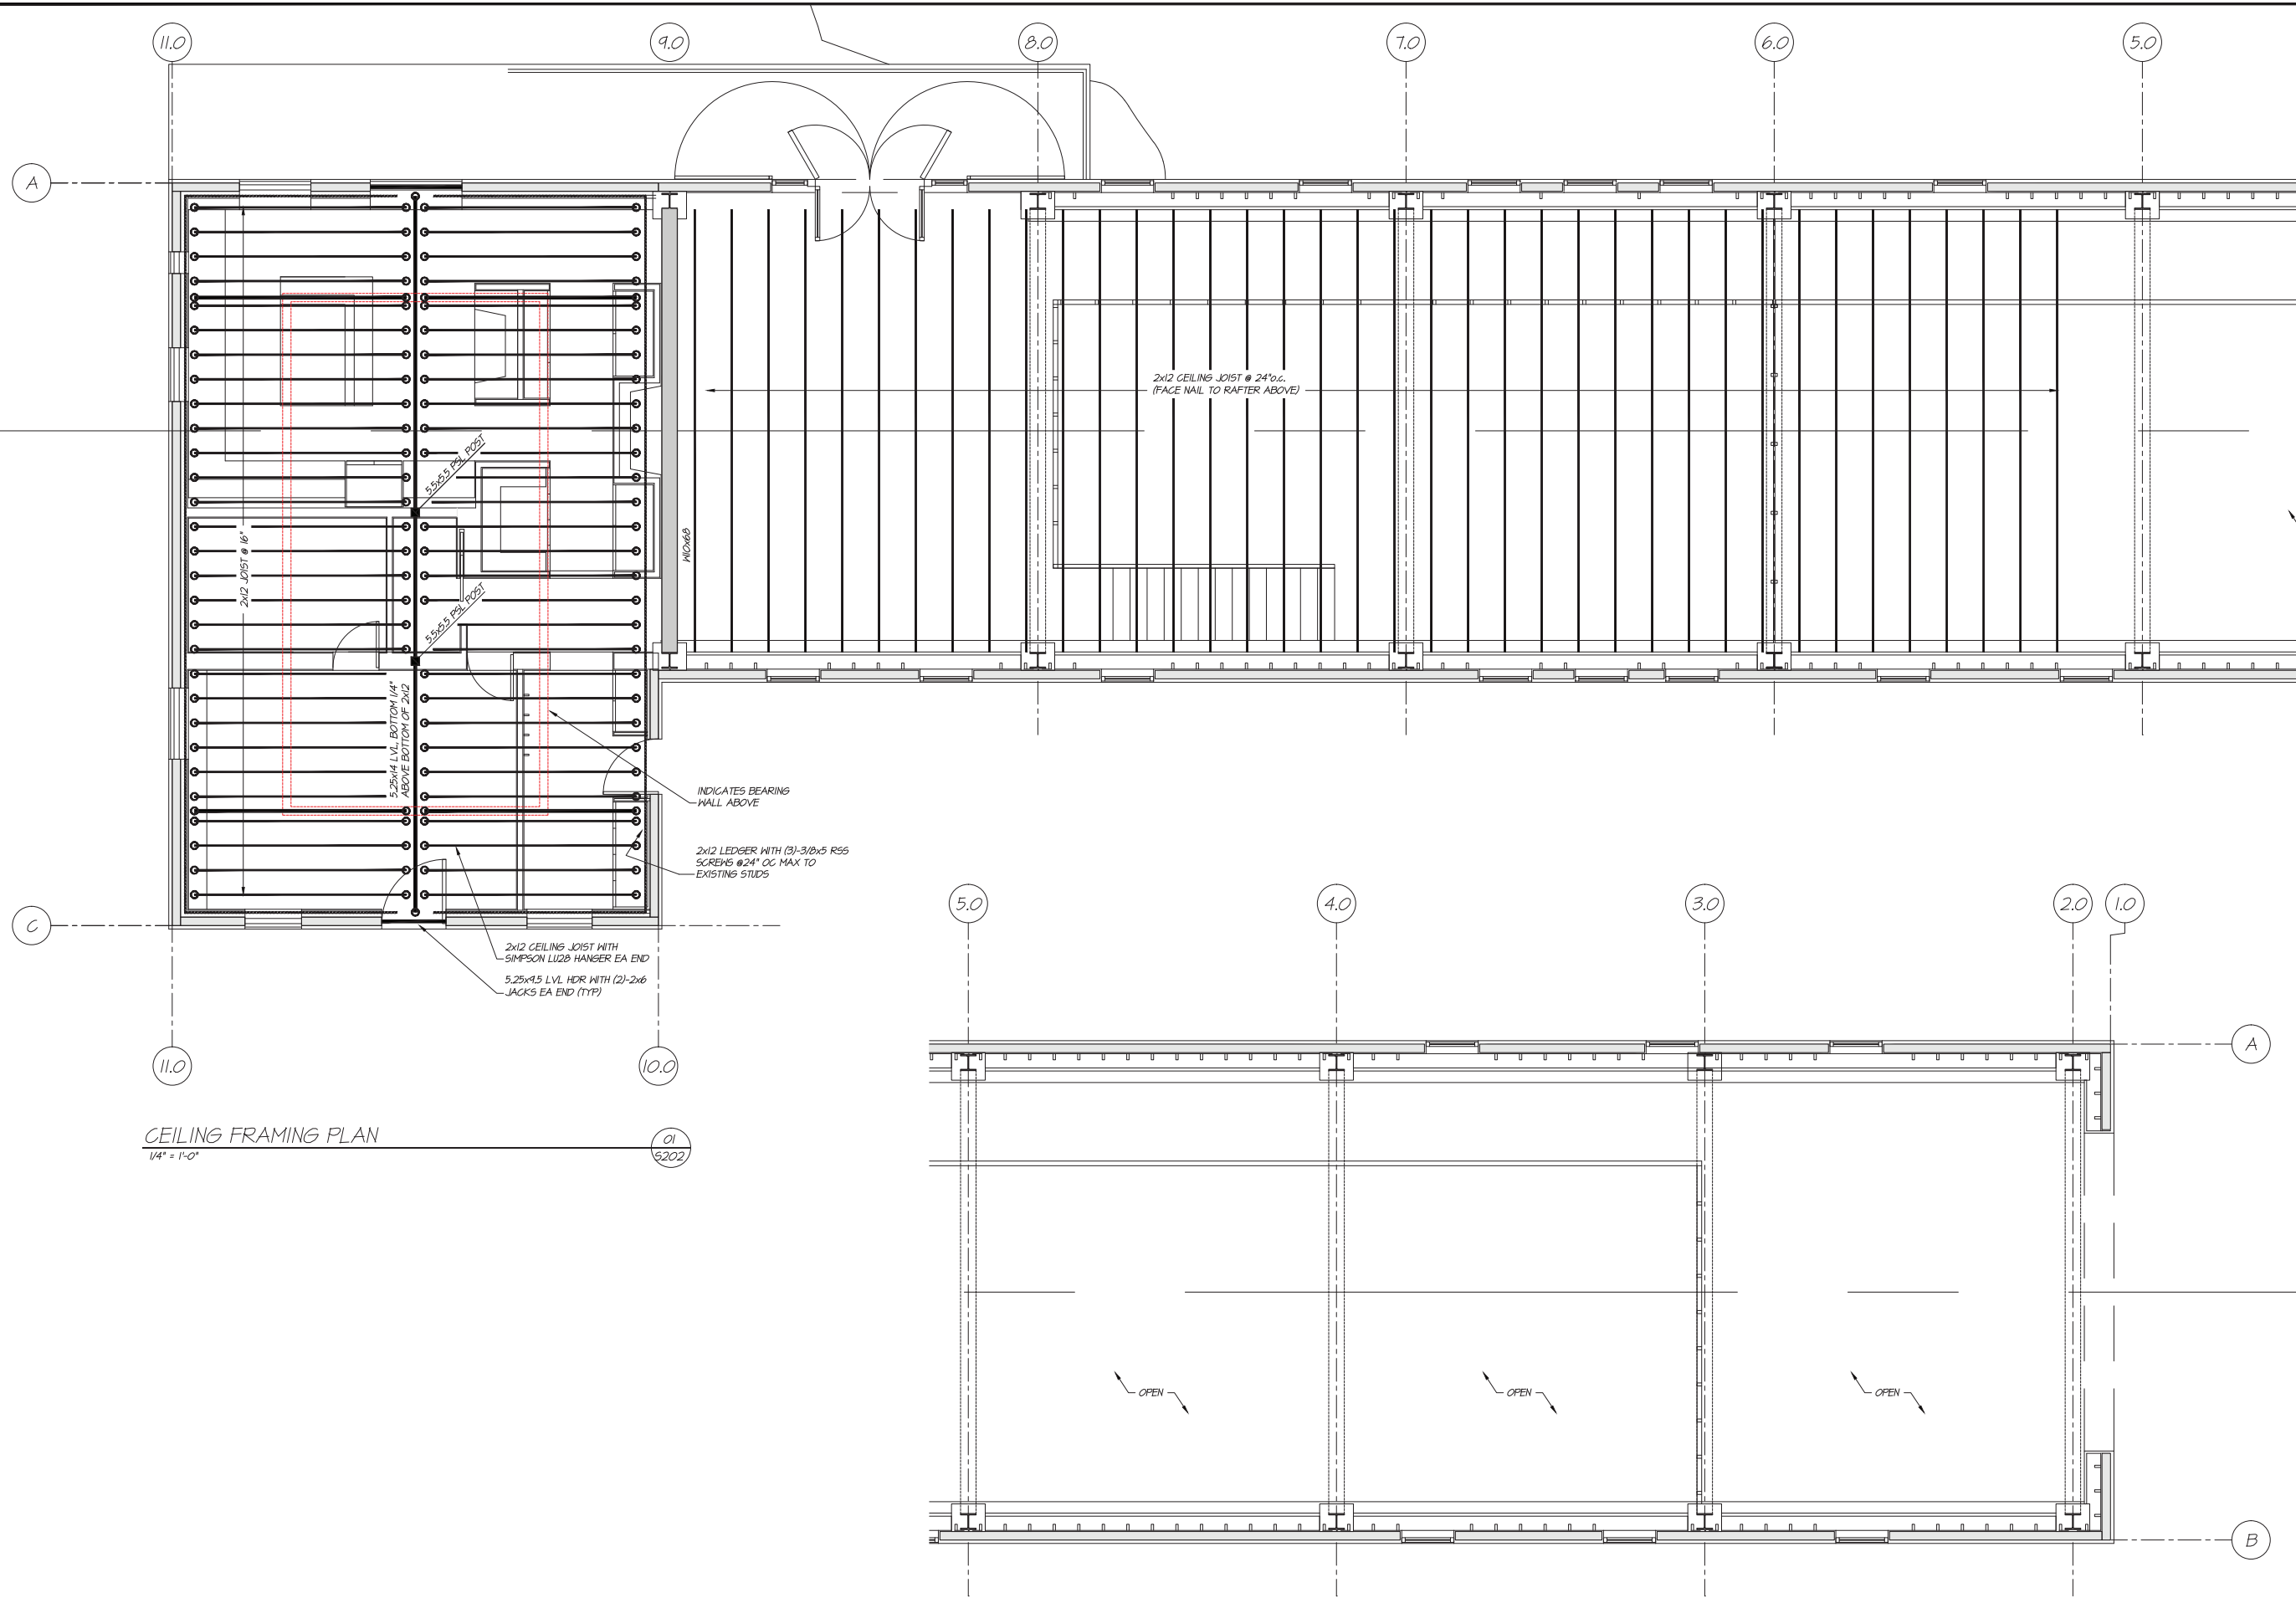 11.0
9.0
8.0
7.0
6.0
5.0
A
2x12 CEILING JOIST @ 24"o.c.
(FACE NAIL TO RAFTER ABOVE)
5.5x5.5 PSL POST
2x12 JOIST @ 16"
W10x68
5.5x5.5 PSL POST
5.25x14 LVL, BOTTOM 1/4"
ABOVE BOTTOM OF 2x12
INDICATES BEARING
WALL ABOVE
2x12 LEDGER WITH (3)-3/8x5 RSS
SCREWS @24" OC MAX TO
EXISTING STUDS
C
2x12 CEILING JOIST WITH
SIMPSON LU28 HANGER EA END
5.25x9.5 LVL HDR WITH (2)-2x6
JACKS EA END (TYP)
11.0
10.0
CEILING FRAMING PLAN
1/4" = 1'-0"
01
S202
5.0
4.0
3.0
2.0
1.0
A
OPEN
OPEN
OPEN
B